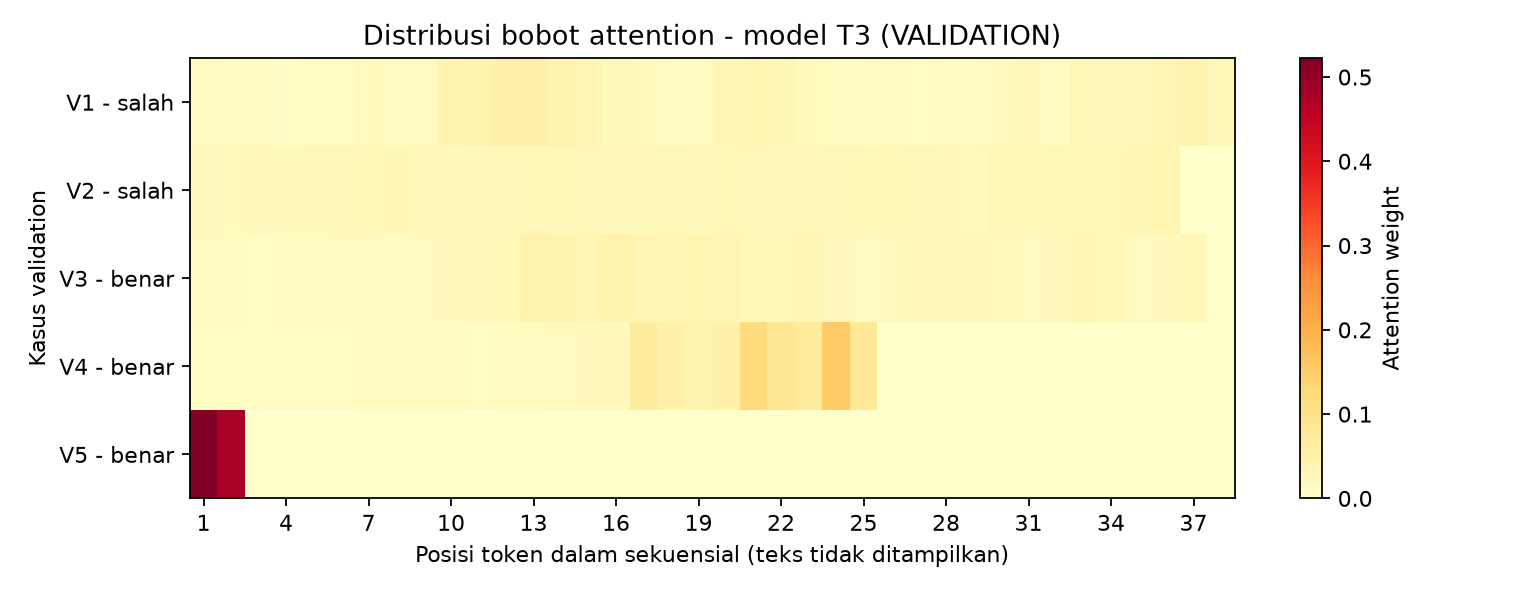 Distribusi bobot attention - model T3 (VALIDATION)
Kasus validation
V1 - salah
V2 - salah
V3 - benar
V4 - benar
V5 - benar
1 4 7 10 13 16 19 22 25 28 31 34 37
Posisi token dalam sekuensial (teks tidak ditampilkan)
0.5
0.4
0.3
0.2
0.1
0.0
Attention weight